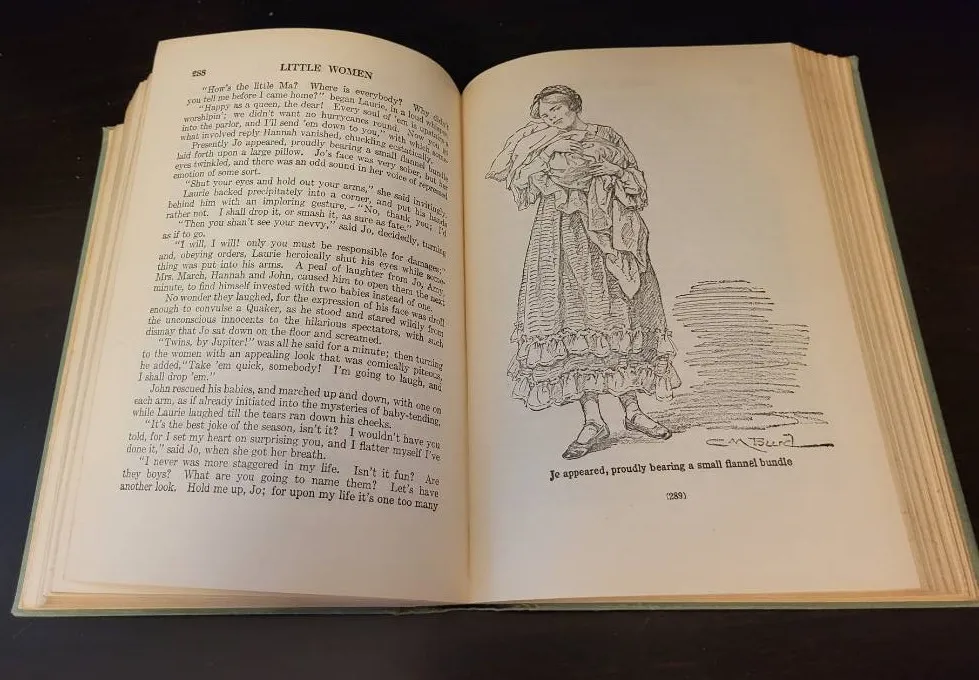 288
LITTLE WOMEN
"How's the little Ma? Where is everybody? Why didn't
you tell me before I came home?" began Laurie, in a loud whisper.
"Happy as a queen, the dear! Every soul of 'em is upstairs
worshipin'; we didn't want no hurrycanes round. Now you go
into the parlor, and I'll send 'em down to you," with which some-
what involved reply Hannah vanished, chuckling ecstatically.
Presently Jo appeared, proudly bearing a small flannel bundle
laid forth upon a large pillow. Jo's face was very sober, but her
eyes twinkled, and there was an odd sound in her voice of repressed
emotion of some sort.
"Shut your eyes and hold out your arms," she said invitingly.
Laurie backed precipitately into a corner, and put his hands
behind him with an imploring gesture,–"No, thank you; I'd
rather not. I shall drop it, or smash it, as sure as fate."
"Then you shan't see your nevvy," said Jo, decidedly, turning
as if to go.
"I will, I will! only you must be responsible for damages;"
and, obeying orders, Laurie heroically shut his eyes while some-
thing was put into his arms. A peal of laughter from Jo, Amy,
Mrs. March, Hannah and John, caused him to open them the next
minute, to find himself invested with two babies instead of one.
No wonder they laughed, for the expression of his face was droll
enough to convulse a Quaker, as he stood and stared wildly from
the unconscious innocents to the hilarious spectators, with such
dismay that Jo sat down on the floor and screamed.
"Twins, by Jupiter!" was all he said for a minute; then turning
to the women with an appealing look that was comically piteous,
he added, "Take 'em quick, somebody! I'm going to laugh, and
I shall drop 'em."
John rescued his babies, and marched up and down, with one on
each arm, as if already initiated into the mysteries of baby-tending,
while Laurie laughed till the tears ran down his cheeks.
"It's the best joke of the season, isn't it? I wouldn't have you
told, for I set my heart on surprising you, and I flatter myself I've
done it," said Jo, when she got her breath.
"I never was more staggered in my life. Isn't it fun? Are
they boys? What are you going to name them? Let's have
another look. Hold me up, Jo; for upon my life it's one too many
Jo appeared, proudly bearing a small flannel bundle
(289)